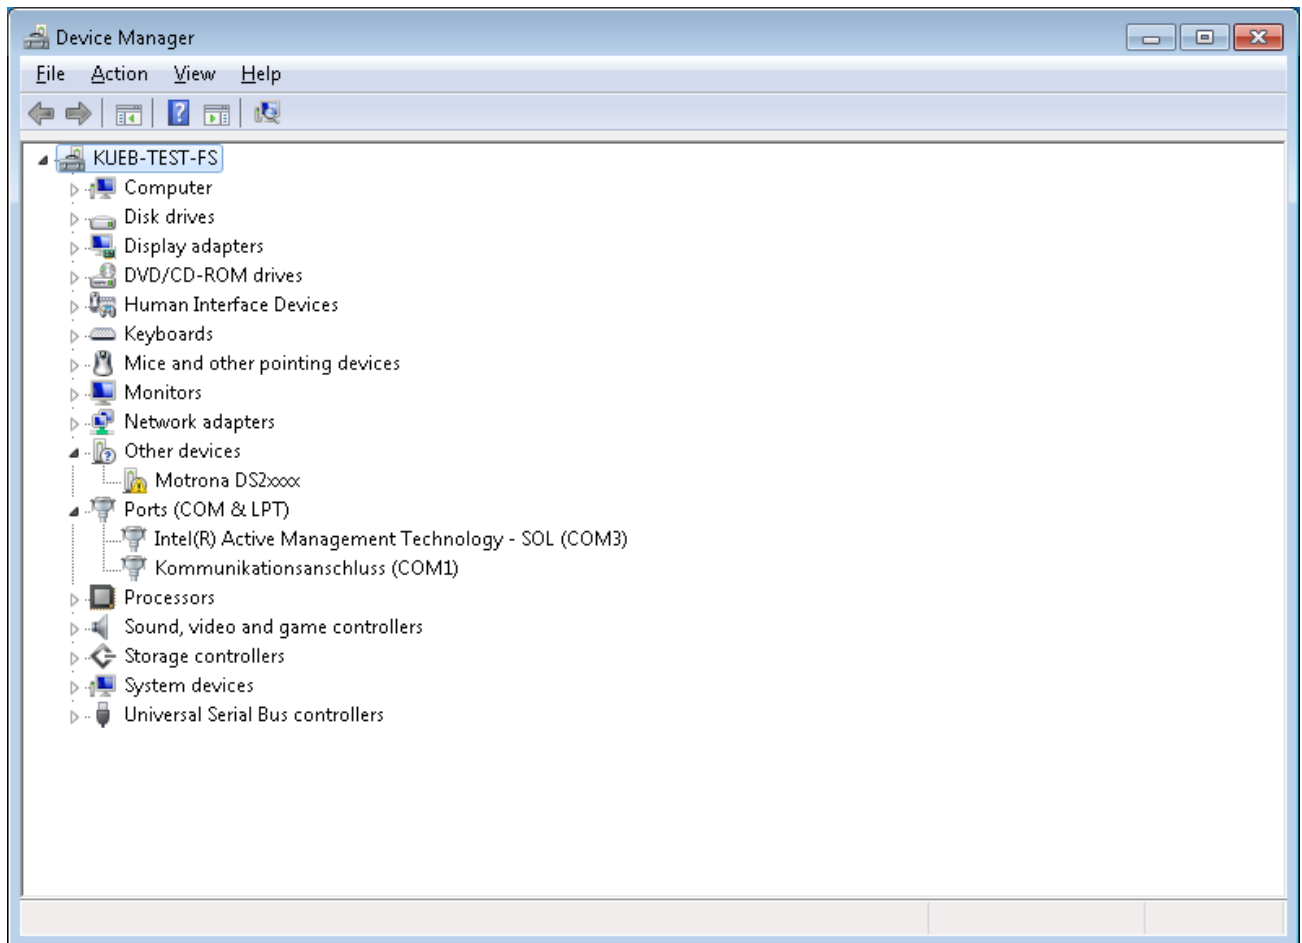 Device Manager
File Action View Help
KUEB-TEST-FS
Computer
Disk drives
Display adapters
DVD/CD-ROM drives
Human Interface Devices
Keyboards
Mice and other pointing devices
Monitors
Network adapters
Other devices
Motrona DS2xxxx
Ports (COM & LPT)
Intel(R) Active Management Technology - SOL (COM3)
Kommunikationsanschluss (COM1)
Processors
Sound, video and game controllers
Storage controllers
System devices
Universal Serial Bus controllers